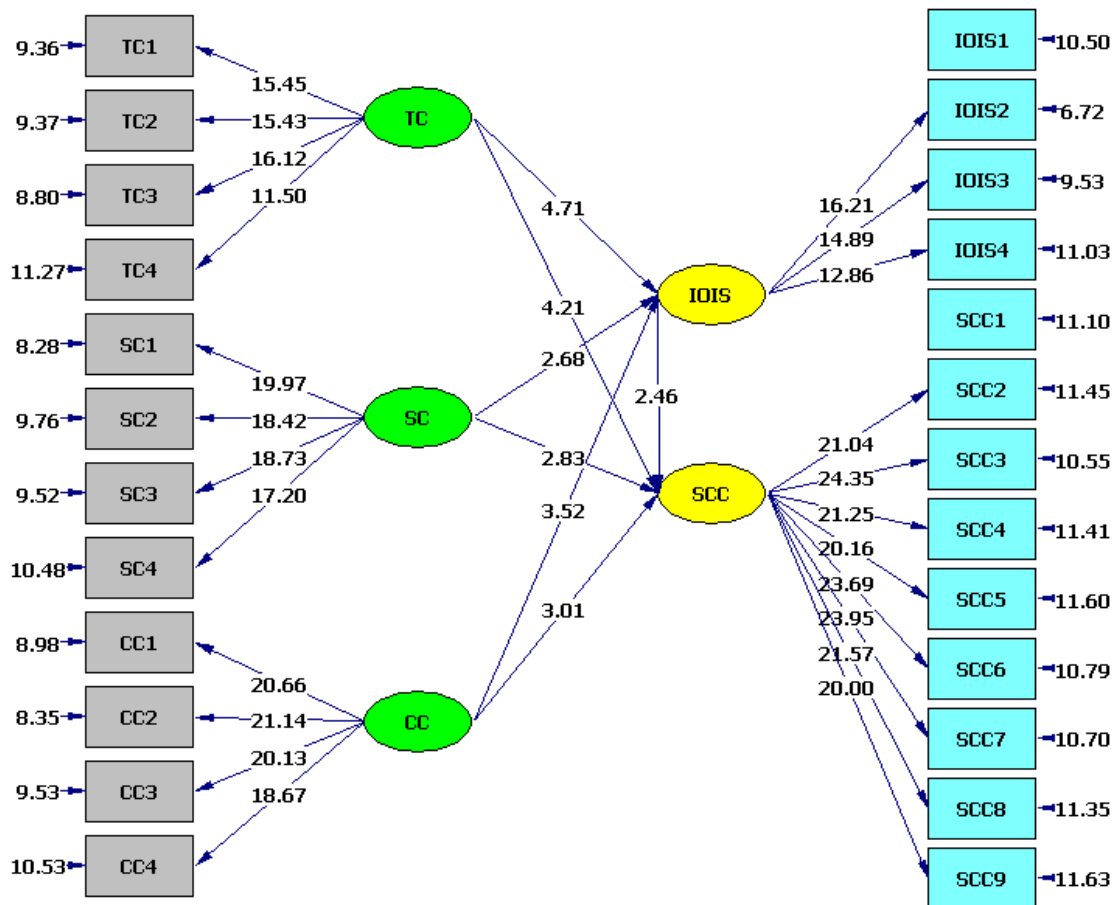 9.36 TC1
9.37 TC2
8.80 TC3
11.27 TC4
8.28 SC1
9.76 SC2
9.52 SC3
10.48 SC4
8.98 CC1
8.35 CC2
9.53 CC3
10.53 CC4
15.45
15.43
16.12
11.50
19.97
18.42
18.73
17.20
20.66
21.14
20.13
18.67
TC
SC
CC
4.71
4.21
2.68
2.46
2.83
3.52
3.01
IOIS
SCC
16.21
14.89
12.86
21.04
24.35
21.25
20.16
23.69
23.95
21.57
20.00
IOIS1 10.50
IOIS2 6.72
IOIS3 9.53
IOIS4 11.03
SCC1 11.10
SCC2 11.45
SCC3 10.55
SCC4 11.41
SCC5 11.60
SCC6 10.79
SCC7 10.70
SCC8 11.35
SCC9 11.63